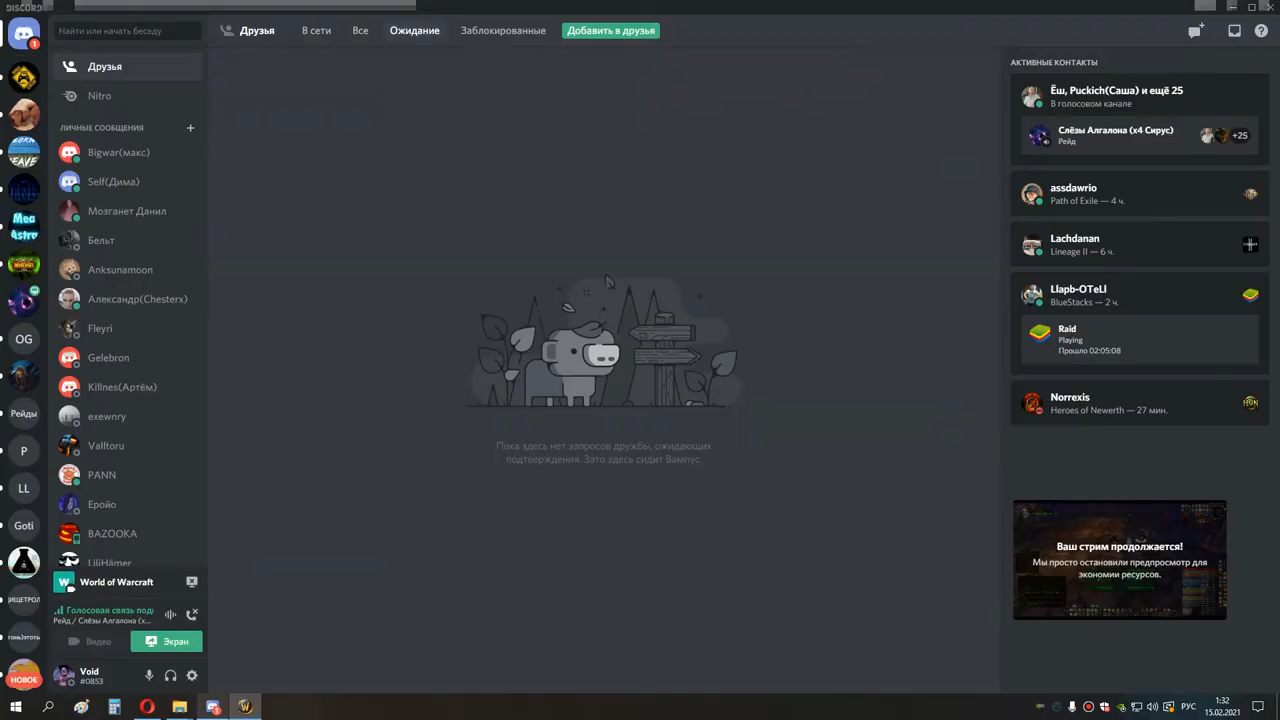 DISCORD
Найти или начать беседу
Друзья
В сети
Все
Ожидание
Заблокированные
Добавить в друзья
Друзья
Nitro
ЛИЧНЫЕ СООБЩЕНИЯ
Bigwar(макс)
Self(Дима)
Мозганет Данил
Бельт
Anksunamoon
Александр(Chesterx)
Fleyri
Gelebron
Killnes(Артём)
exewnry
Valltoru
PANN
Еройо
BAZOOKA
LiliHämer
World of Warcraft
Голосовая связь под
Рейд / Слёзы Алгалона (x...
Видео
Экран
Void
#0853
1
Mea
Astro
OG
Рейды
P
LL
Goti
НОВОЕ
Пока здесь нет запросов дружбы, ожидающих
подтверждения. Зато здесь сидит Вампус.
АКТИВНЫЕ КОНТАКТЫ
Ёш, Puckich(Саша) и ещё 25
В голосовом канале
Слёзы Алгалона (x4 Сирус)
Рейд
+25
assdawrio
Path of Exile — 4 ч.
Lachdanan
Lineage II — 6 ч.
Llapb-OTeLi
BlueStacks — 2 ч.
Raid
Playing
Прошло 02:05:08
Norrexis
Heroes of Newerth — 27 мин.
Ваш стрим продолжается!
Мы просто остановили предпросмотр для
экономии ресурсов.
РУС
1:32
15.02.2021